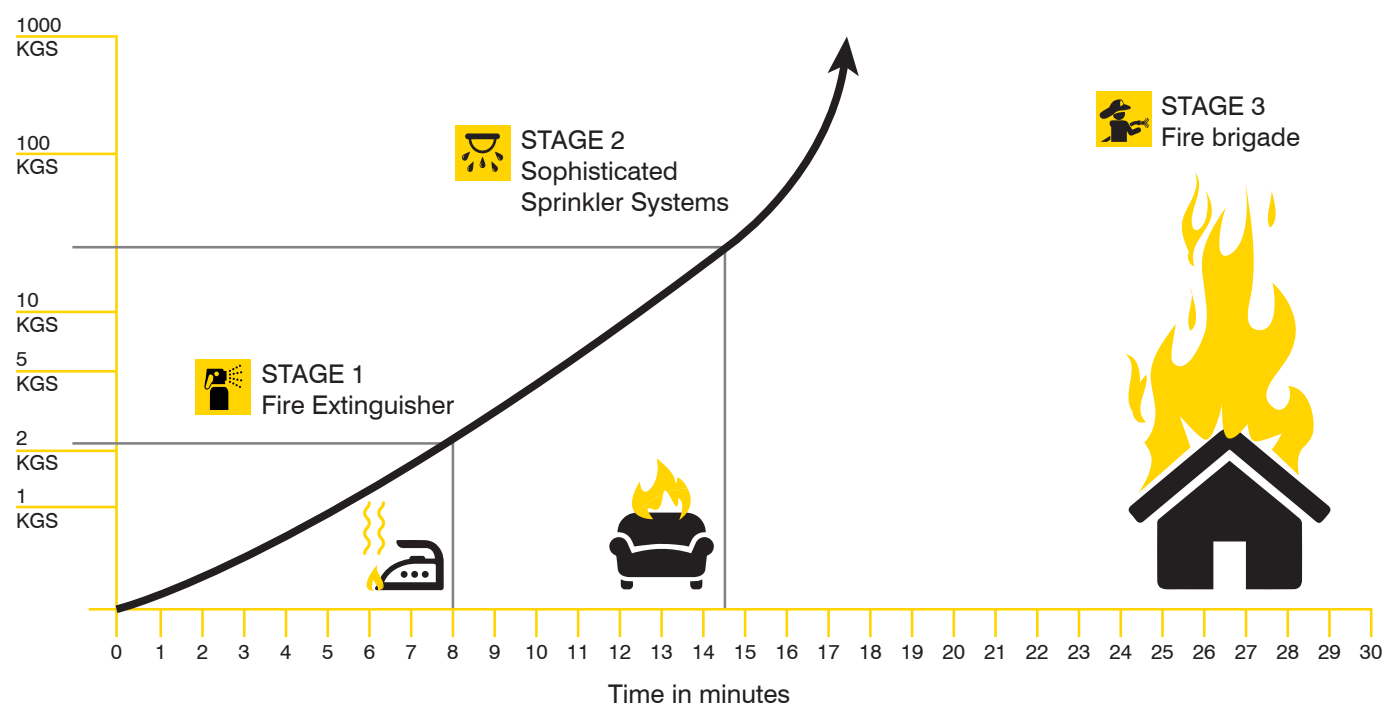 1000
KGS
100
KGS
10
KGS
5
KGS
2
KGS
1
KGS
STAGE 1
Fire Extinguisher
STAGE 2
Sophisticated
Sprinkler Systems
STAGE 3
Fire brigade
0 1 2 3 4 5 6 7 8 9 10 11 12 13 14 15 16 17 18 19 20 21 22 23 24 25 26 27 28 29 30
Time in minutes